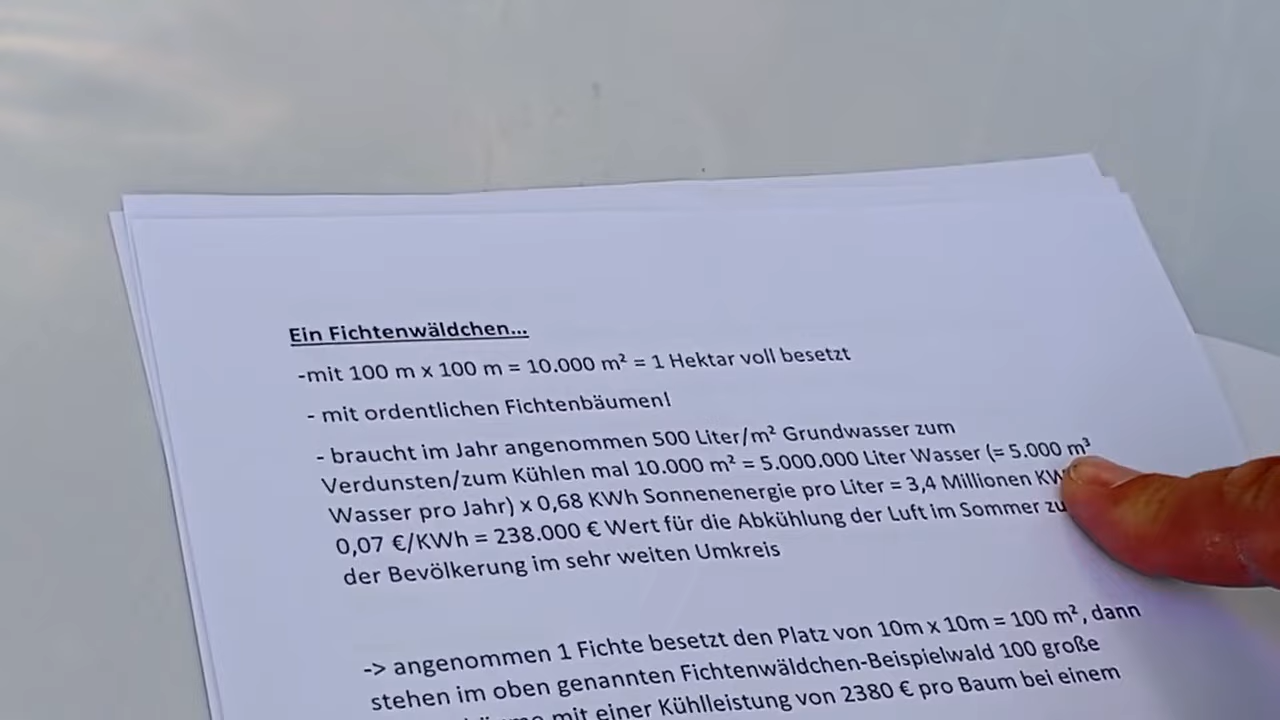 Ein Fichtenwäldchen...
-mit 100 m x 100 m = 10.000 m² = 1 Hektar voll besetzt
- mit ordentlichen Fichtenbäumen!
- braucht im Jahr angenommen 500 Liter/m² Grundwasser zum
Verdunsten/zum Kühlen mal 10.000 m² = 5.000.000 Liter Wasser (= 5.000 m³
Wasser pro Jahr) x 0,68 KWh Sonnenenergie pro Liter = 3,4 Millionen
0,07 €/KWh = 238.000 € Wert für die Abkühlung der Luft im Sommer
der Bevölkerung im sehr weiten Umkreis
-> angenommen 1 Fichte besetzt den Platz von 10m x 10m = 100 m², dann
stehen im oben genannten Fichtenwäldchen-Beispielwald 100 große
mit einer Kühlleistung von 2380 € pro Baum bei einem